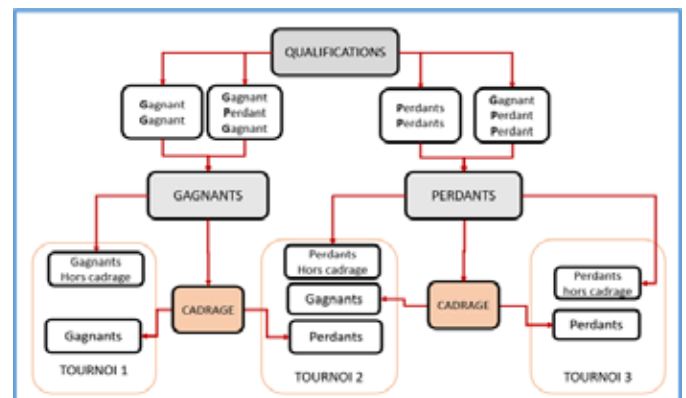 QUALIFICATIONS
Gagnant
Gagnant
Gagnant
Perdant
Gagnant
Perdants
Perdants
Gagnant
Perdant
Perdant
GAGNANTS
PERDANTS
Gagnants
Hors cadrage
CADRAGE
Gagnants
TOURNOI 1
Perdants
Hors cadrage
Gagnants
Perdants
TOURNOI 2
CADRAGE
Perdants
hors cadrage
Perdants
TOURNOI 3